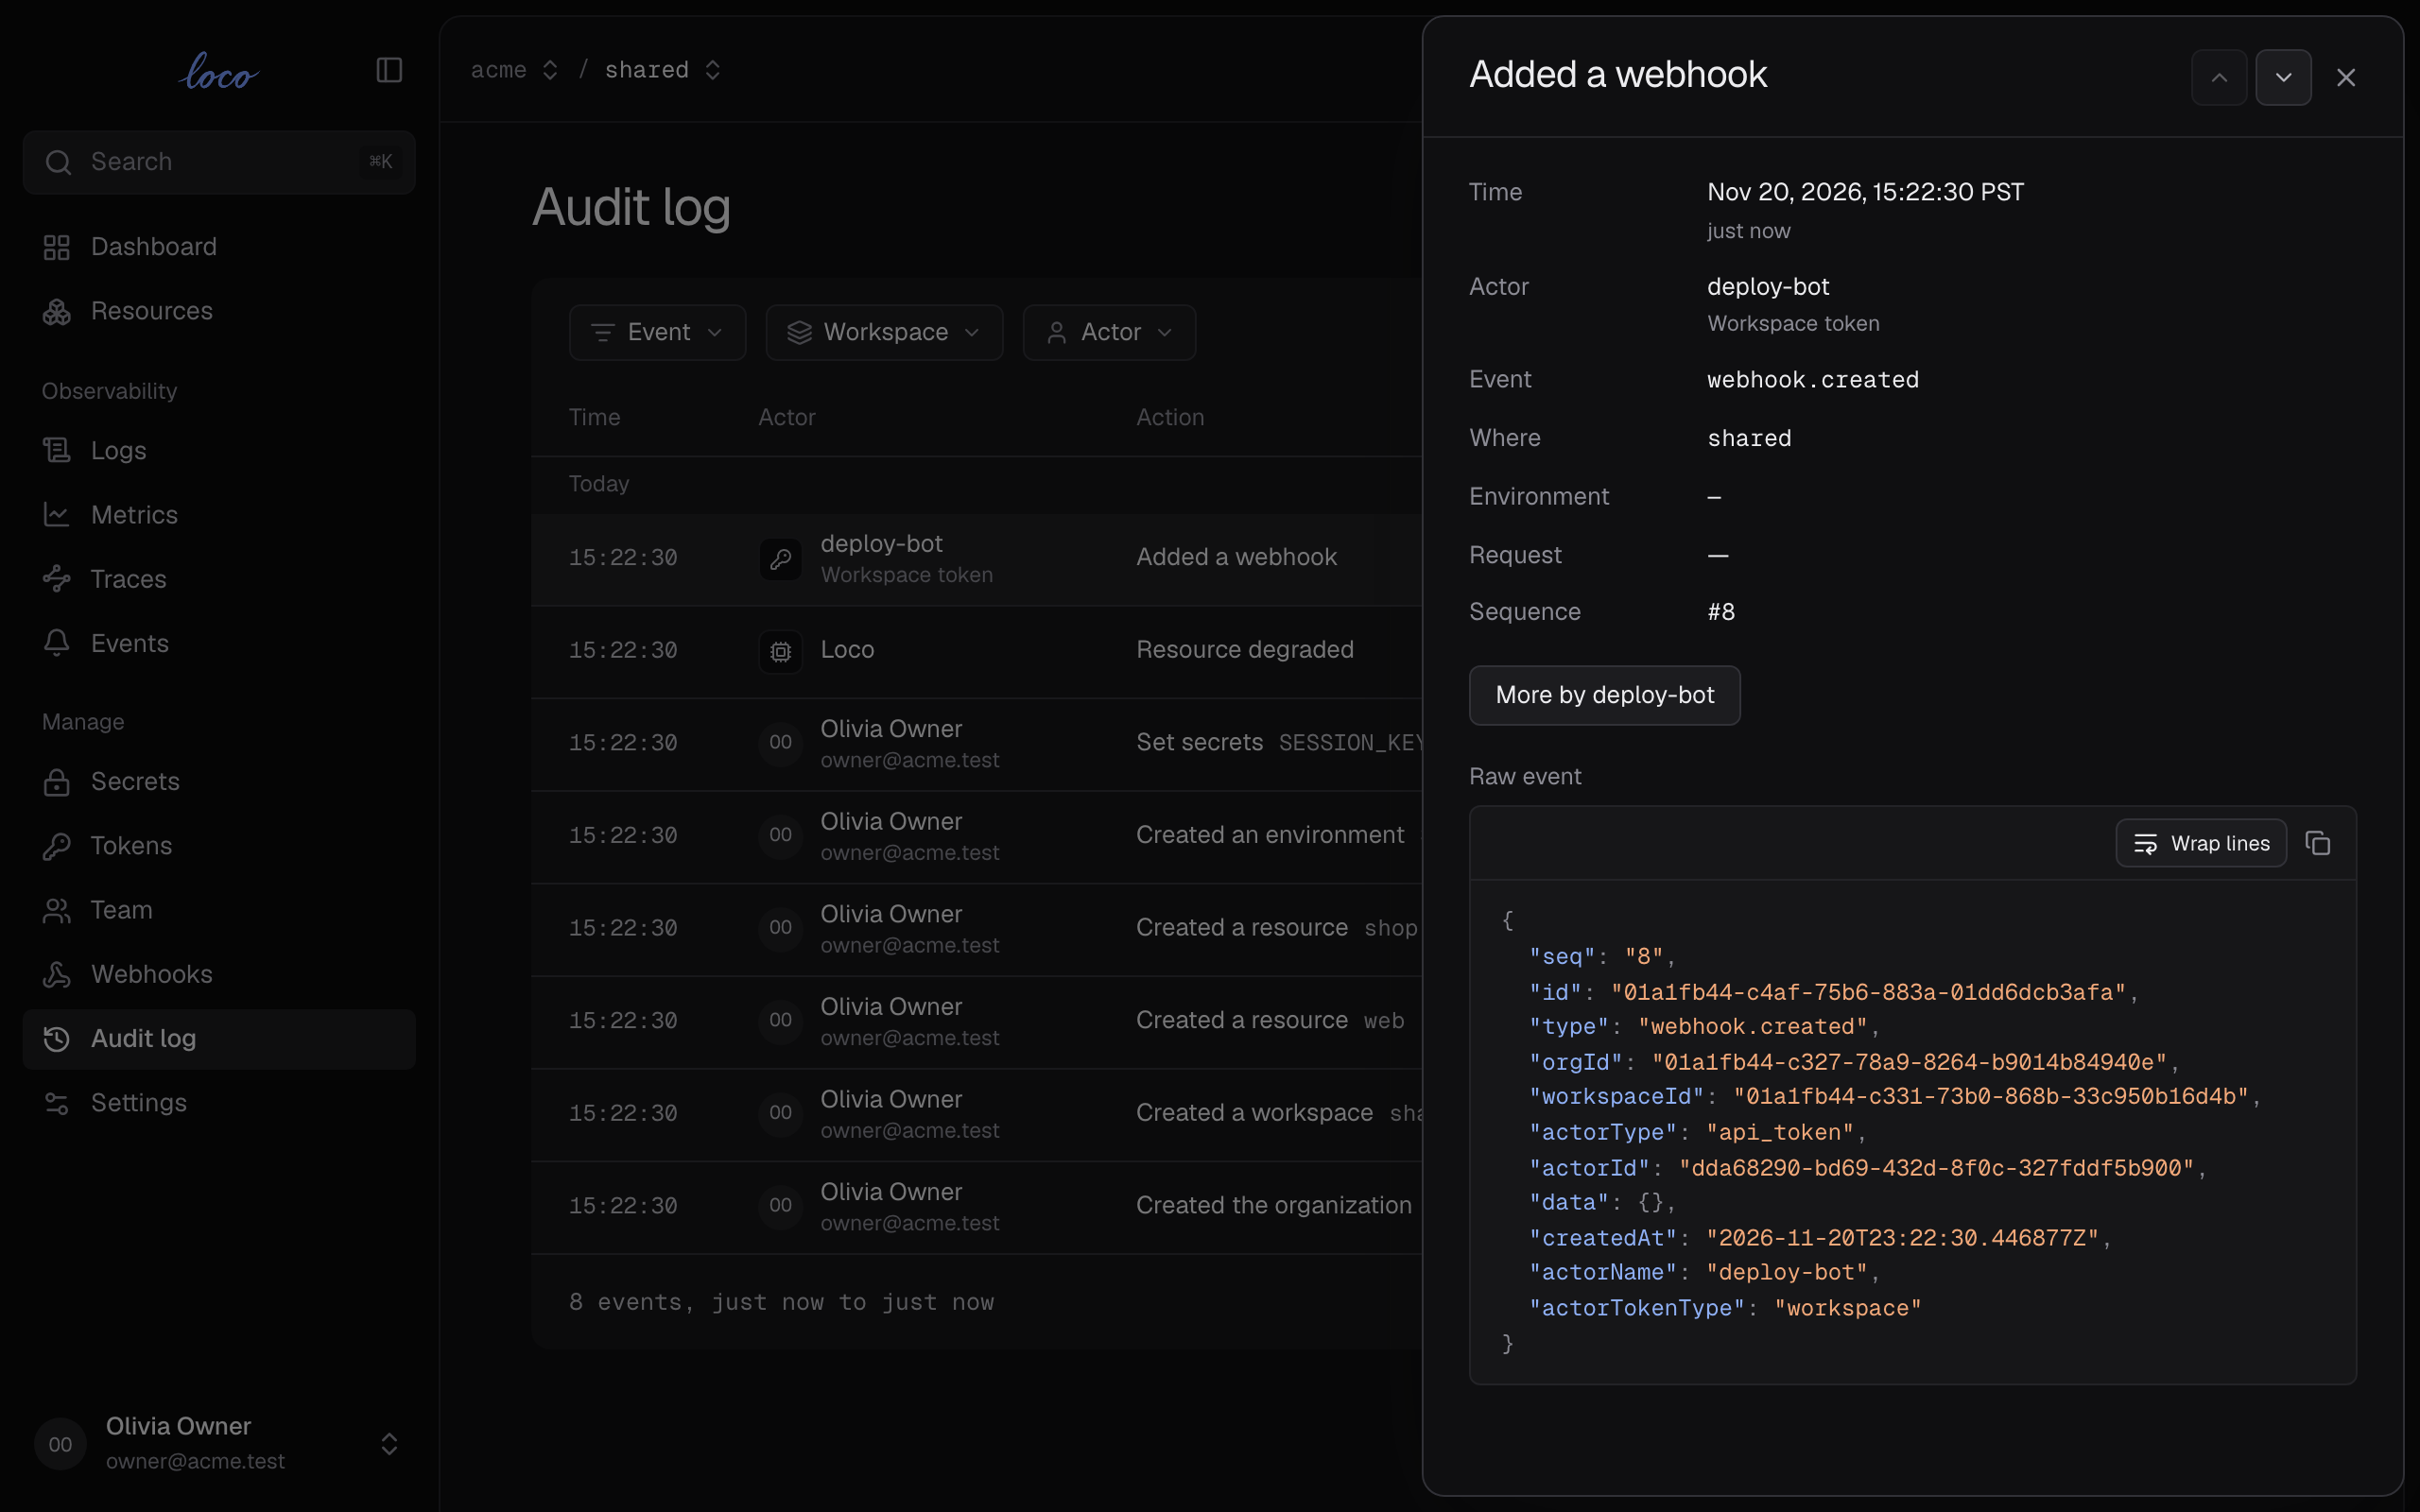 loco
Search ⌘K
Dashboard
Resources
Observability
Logs
Metrics
Traces
Events
Manage
Secrets
Tokens
Team
Webhooks
Audit log
Settings
OO Olivia Owner
owner@acme.test
acme / shared
Audit log
Event Workspace Actor
Time Actor Action
Today
15:22:30 deploy-bot Added a webhook
Workspace token
15:22:30 Loco Resource degraded
15:22:30 OO Olivia Owner Set secrets SESSION_KEY
owner@acme.test
15:22:30 OO Olivia Owner Created an environment
owner@acme.test
15:22:30 OO Olivia Owner Created a resource shop
owner@acme.test
15:22:30 OO Olivia Owner Created a resource web
owner@acme.test
15:22:30 OO Olivia Owner Created a workspace sha
owner@acme.test
15:22:30 OO Olivia Owner Created the organization
owner@acme.test
8 events, just now to just now
Added a webhook
Time Nov 20, 2026, 15:22:30 PST
just now
Actor deploy-bot
Workspace token
Event webhook.created
Where shared
Environment –
Request —
Sequence #8
More by deploy-bot
Raw event
Wrap lines
{
"seq": "8",
"id": "01a1fb44-c4af-75b6-883a-01dd6dcb3afa",
"type": "webhook.created",
"orgId": "01a1fb44-c327-78a9-8264-b9014b84940e",
"workspaceId": "01a1fb44-c331-73b0-868b-33c950b16d4b",
"actorType": "api_token",
"actorId": "dda68290-bd69-432d-8f0c-327fddf5b900",
"data": {},
"createdAt": "2026-11-20T23:22:30.446877Z",
"actorName": "deploy-bot",
"actorTokenType": "workspace"
}